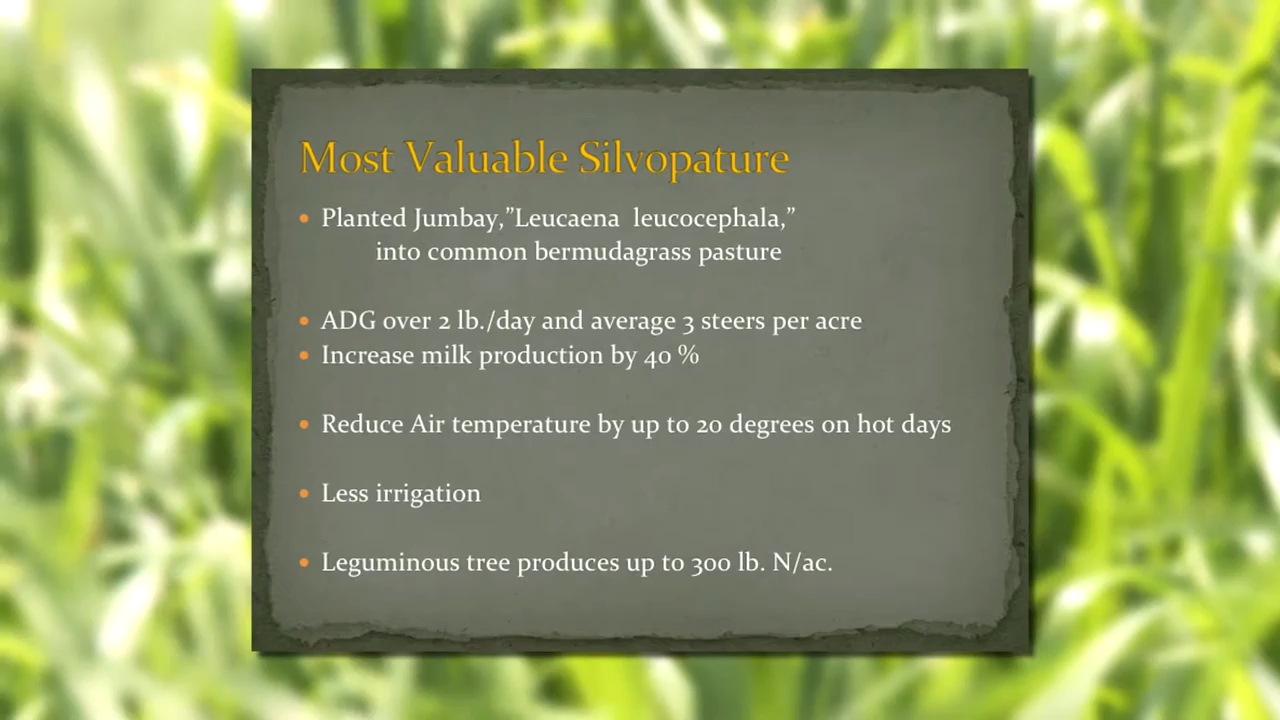 Most Valuable Silvopature
• Planted Jumbay,”Leucaena leucocephala,”
into common bermudagrass pasture
• ADG over 2 lb./day and average 3 steers per acre
• Increase milk production by 40 %
• Reduce Air temperature by up to 20 degrees on hot days
• Less irrigation
• Leguminous tree produces up to 300 lb. N/ac.